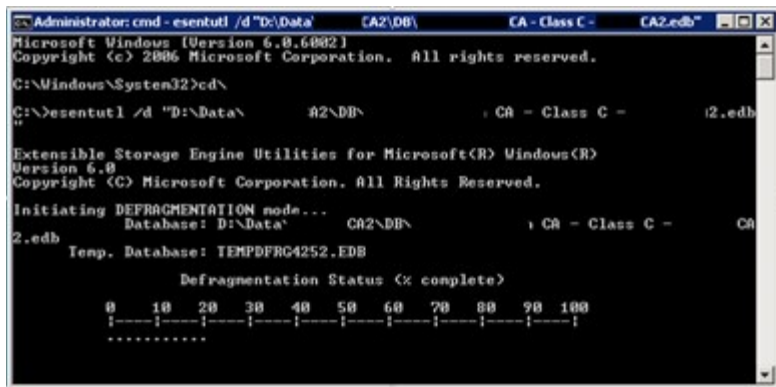 Administrator: cmd - esentutl /d "D:\Data' CA2\DB\ CA - Class C - CA2.edb"
Microsoft Windows [Version 6.0.6002]
Copyright (c) 2006 Microsoft Corporation. All rights reserved.
C:\Windows\System32>cd\
C:\>esentutl /d "D:\Data\ A2\DB\ CA - Class C - 2.edb
"
Extensible Storage Engine Utilities for Microsoft(R) Windows(R)
Version 6.0
Copyright (C) Microsoft Corporation. All Rights Reserved.
Initiating DEFRAGMENTATION mode...
Database: D:\Data\ CA2\DB\ CA - Class C - CA
2.edb
Temp. Database: TEMPDFRG4252.EDB
Defragmentation Status (% complete)
0 10 20 30 40 50 60 70 80 90 100
|----|----|----|----|----|----|----|----|----|----|
...........